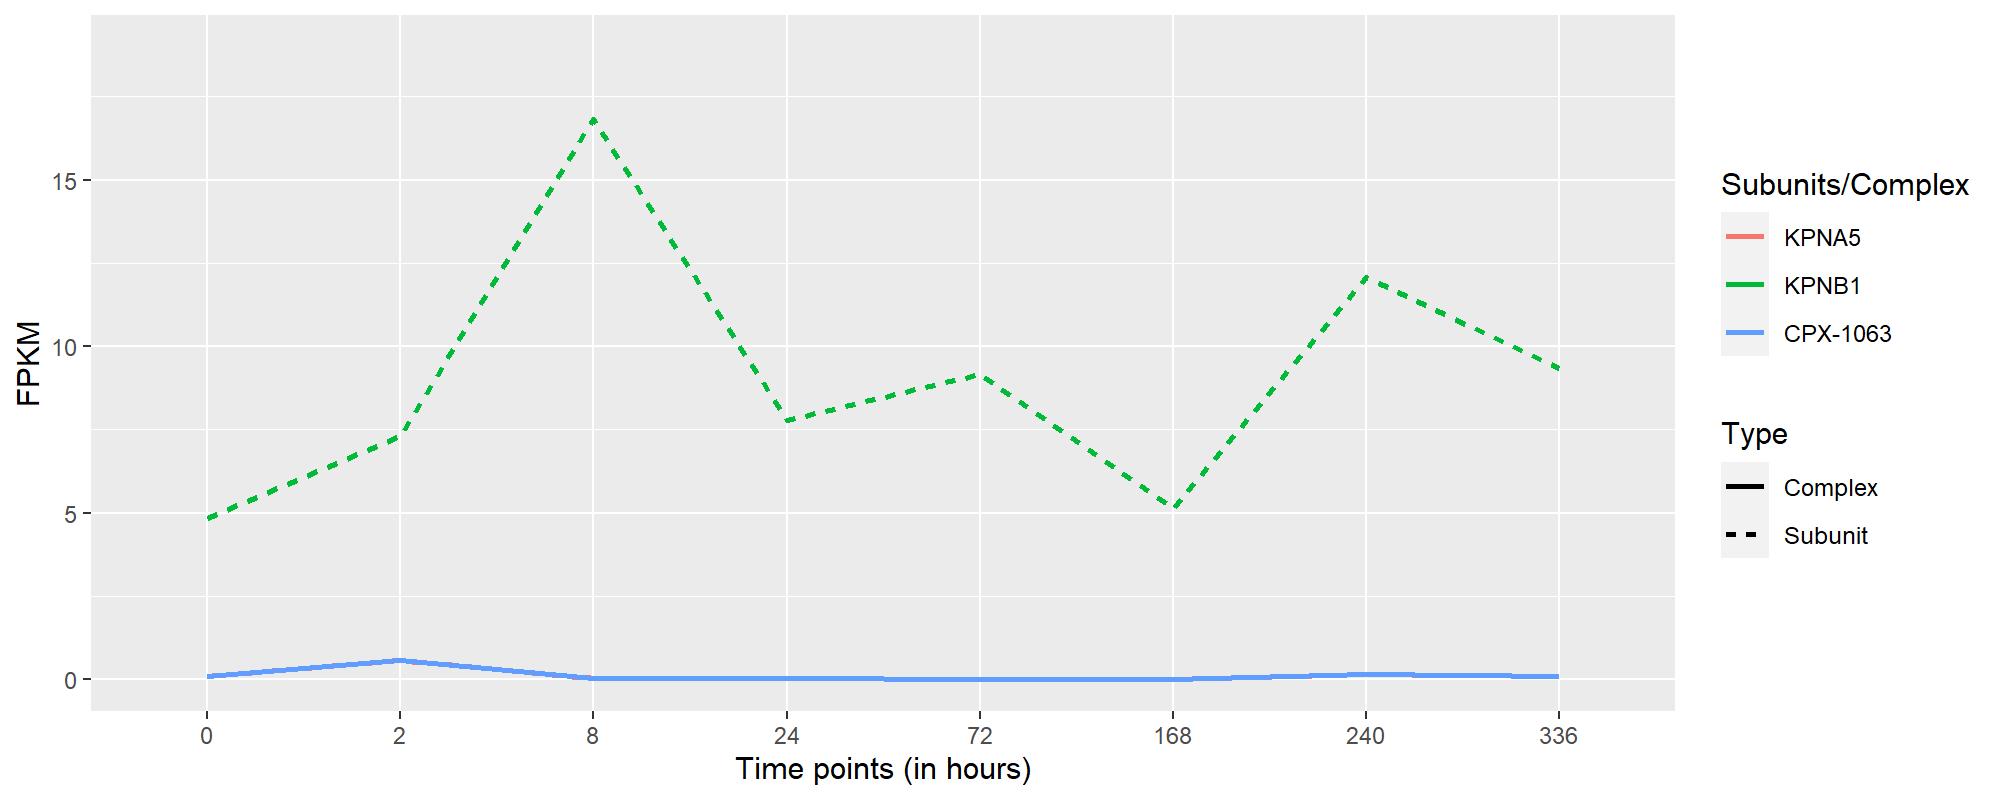 15
10
5
0
FPKM
0 2 8 24 72 168 240 336
Time points (in hours)
Subunits/Complex
KPNA5
KPNB1
CPX-1063
Type
Complex
Subunit